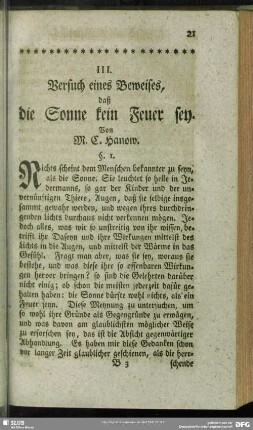 21
III.
Versuch eines Beweises,
daß
die Sonne kein Feuer sey.
Von
M. C. Hanow.
§. 1.
Nichts scheint dem Menschen bekannter zu seyn,
als die Sonne. Sie leuchtet so helle in Je-
dermanns, so gar der Kinder und der un-
vernünftigen Thiere, Augen, daß sie selbige insge-
sammt gewahr werden, und wegen ihres durchdrin-
genden Lichts durchaus nicht verkennen mögen. Je-
doch alles, was wir so unstreitig von ihr wissen, be-
trifft ihr Daseyn und ihre Wirkungen mittelst des
Lichts in die Augen, und mittelst der Wärme in das
Gefühl. Fragt man aber, was sie sey, woraus sie
bestehe, und was diese ihre so offenbaren Wirkun-
gen hervor bringen? so sind die Gelehrten darüber
nicht einig; ob schon die meisten jederzeit dafür ge-
halten haben: die Sonne dürfte wohl nichts, als ein
Feuer seyn. Diese Meynung zu untersuchen, um
so wohl ihre Gründe als Gegengründe zu erwägen,
und was davon am glaublichsten möglicher Weise
zu erforschen sey, das ist die Absicht gegenwärtiger
Abhandlung. Es haben mir diese Gedanken schon
vor langer Zeit glaublicher geschienen, als die herr-
B 3 schende
SLUB
DFG